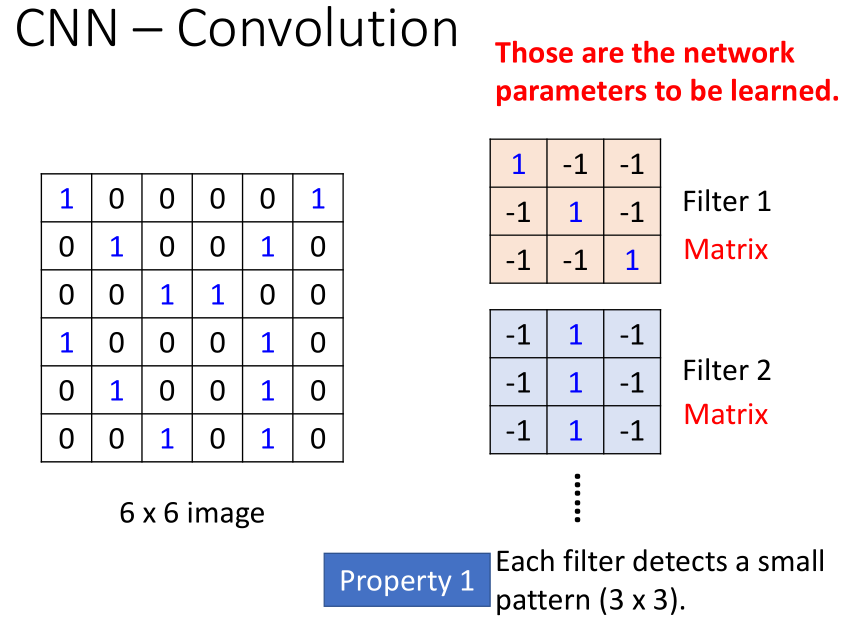 CNN – Convolution
Those are the network
parameters to be learned.
1 0 0 0 0 1
0 1 0 0 1 0
0 0 1 1 0 0
1 0 0 0 1 0
0 1 0 0 1 0
0 0 1 0 1 0
6 x 6 image
1 -1 -1
-1 1 -1
-1 -1 1
Filter 1
Matrix
-1 1 -1
-1 1 -1
-1 1 -1
Filter 2
Matrix
……
Property 1
Each filter detects a small
pattern (3 x 3).